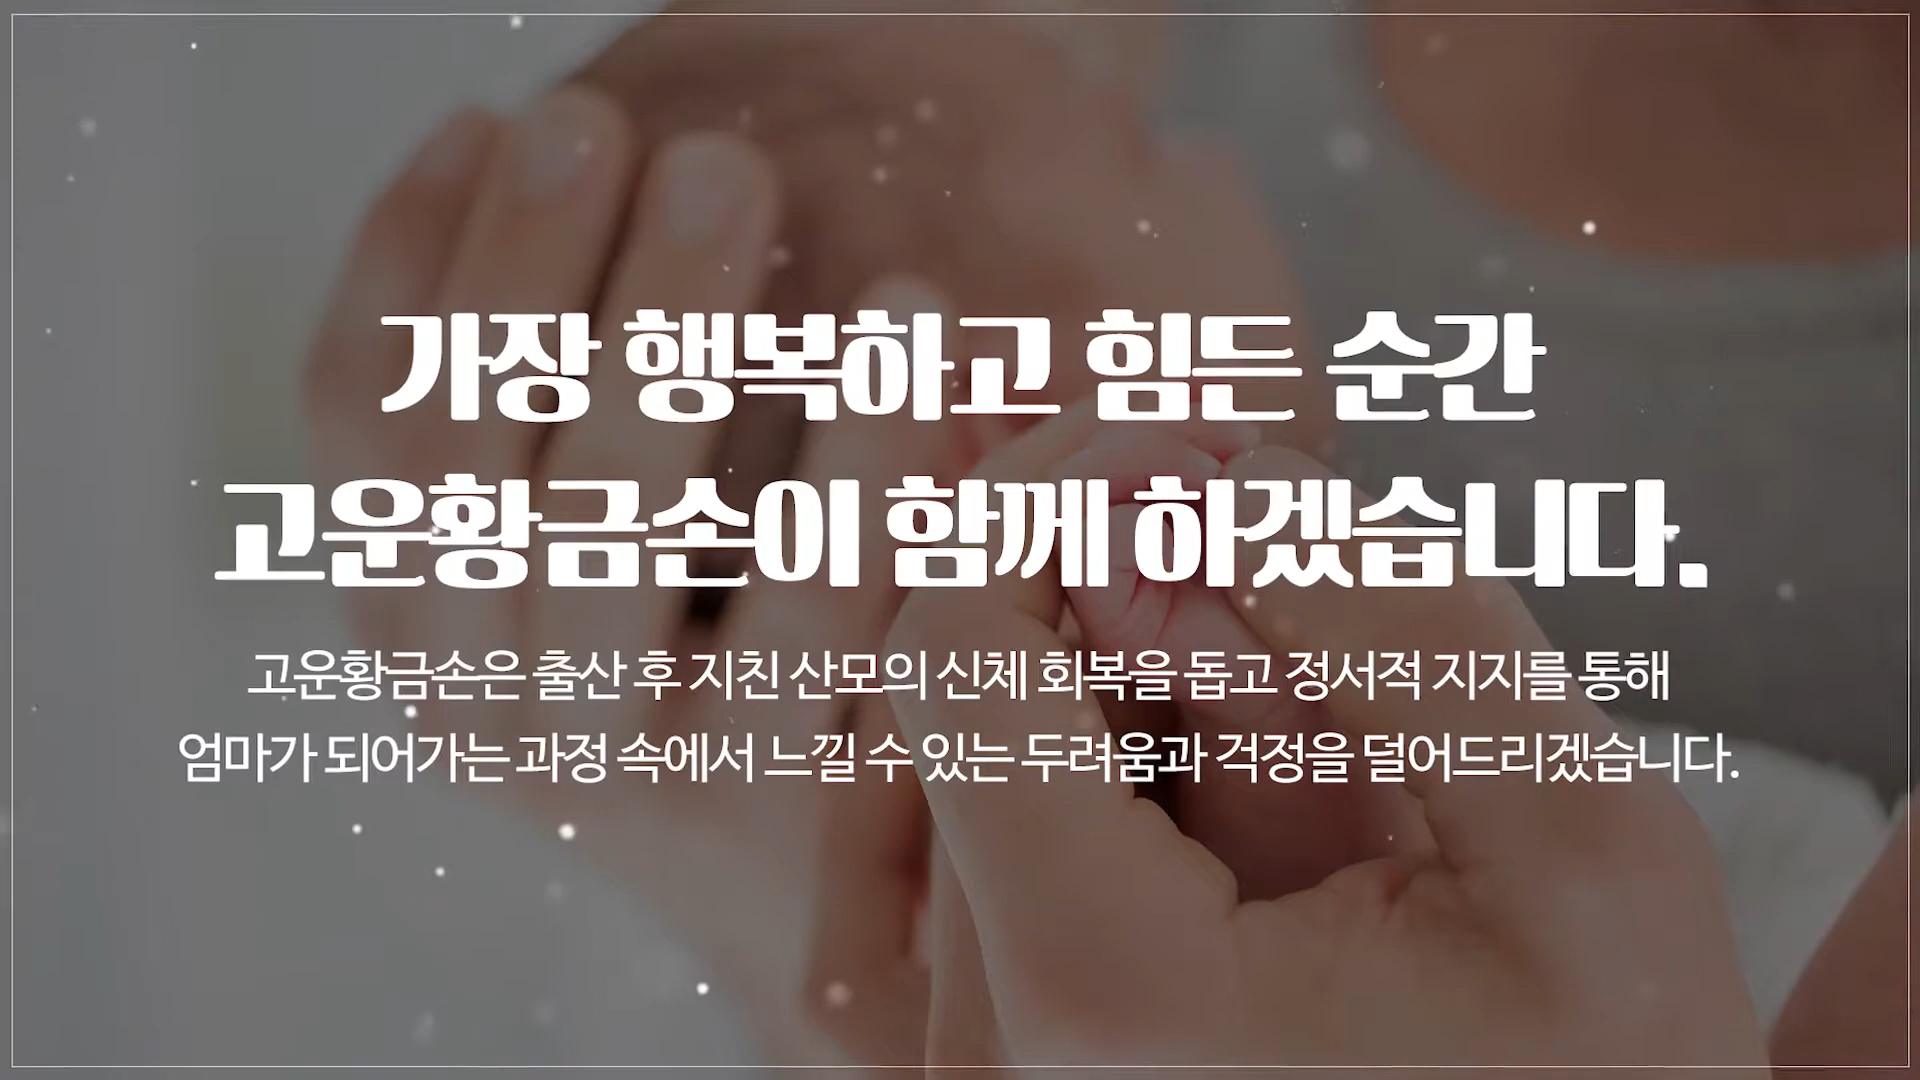 가장 행복하고 힘든 순간
고운황금손이 함께 하겠습니다.
고운황금손은 출산 후 지친 산모의 신체 회복을 돕고 정서적 지지를 통해
엄마가 되어가는 과정 속에서 느낄 수 있는 두려움과 걱정을 덜어드리겠습니다.